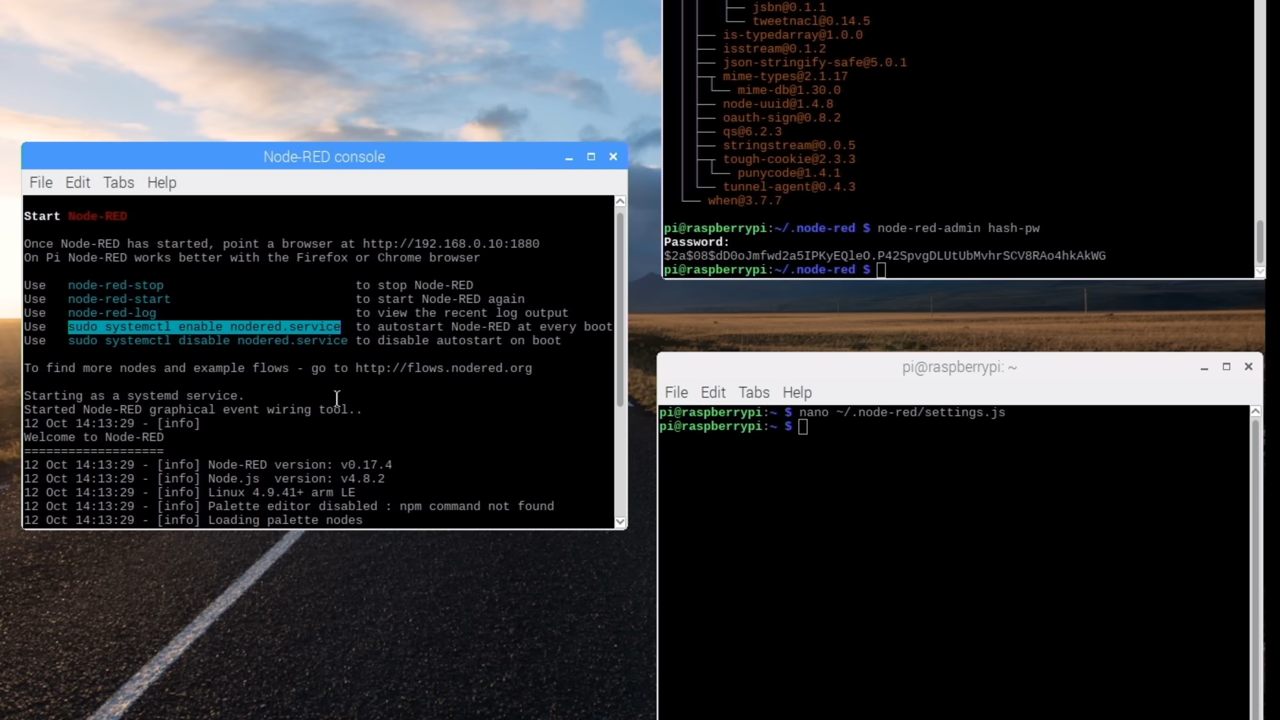 Node-RED console
File Edit Tabs Help
Start Node-RED
Once Node-RED has started, point a browser at http://192.168.0.10:1880
On Pi Node-RED works better with the Firefox or Chrome browser
Use node-red-stop to stop Node-RED
Use node-red-start to start Node-RED again
Use node-red-log to view the recent log output
Use sudo systemctl enable nodered.service to autostart Node-RED at every boot
Use sudo systemctl disable nodered.service to disable autostart on boot
To find more nodes and example flows - go to http://flows.nodered.org
Starting as a systemd service.
Started Node-RED graphical event wiring tool..
12 Oct 14:13:29 - [info]
Welcome to Node-RED
===================
12 Oct 14:13:29 - [info] Node-RED version: v0.17.4
12 Oct 14:13:29 - [info] Node.js version: v4.8.2
12 Oct 14:13:29 - [info] Linux 4.9.41+ arm LE
12 Oct 14:13:29 - [info] Palette editor disabled : npm command not found
12 Oct 14:13:29 - [info] Loading palette nodes
jsbn@0.1.1
tweetnacl@0.14.5
is-typedarray@1.0.0
isstream@0.1.2
json-stringify-safe@5.0.1
mime-types@2.1.17
mime-db@1.30.0
node-uuid@1.4.8
oauth-sign@0.8.2
qs@6.2.3
stringstream@0.0.5
tough-cookie@2.3.3
punycode@1.4.1
tunnel-agent@0.4.3
when@3.7.7
pi@raspberrypi:~/.node-red $ node-red-admin hash-pw
Password:
$2a$08$dD0oJmfwd2a5IPKyEQleO.P42SpvgDLUtUbMvhrSCV8RAo4hkAkWG
pi@raspberrypi:~/.node-red $
pi@raspberrypi: ~
File Edit Tabs Help
pi@raspberrypi:~ $ nano ~/.node-red/settings.js
pi@raspberrypi:~ $